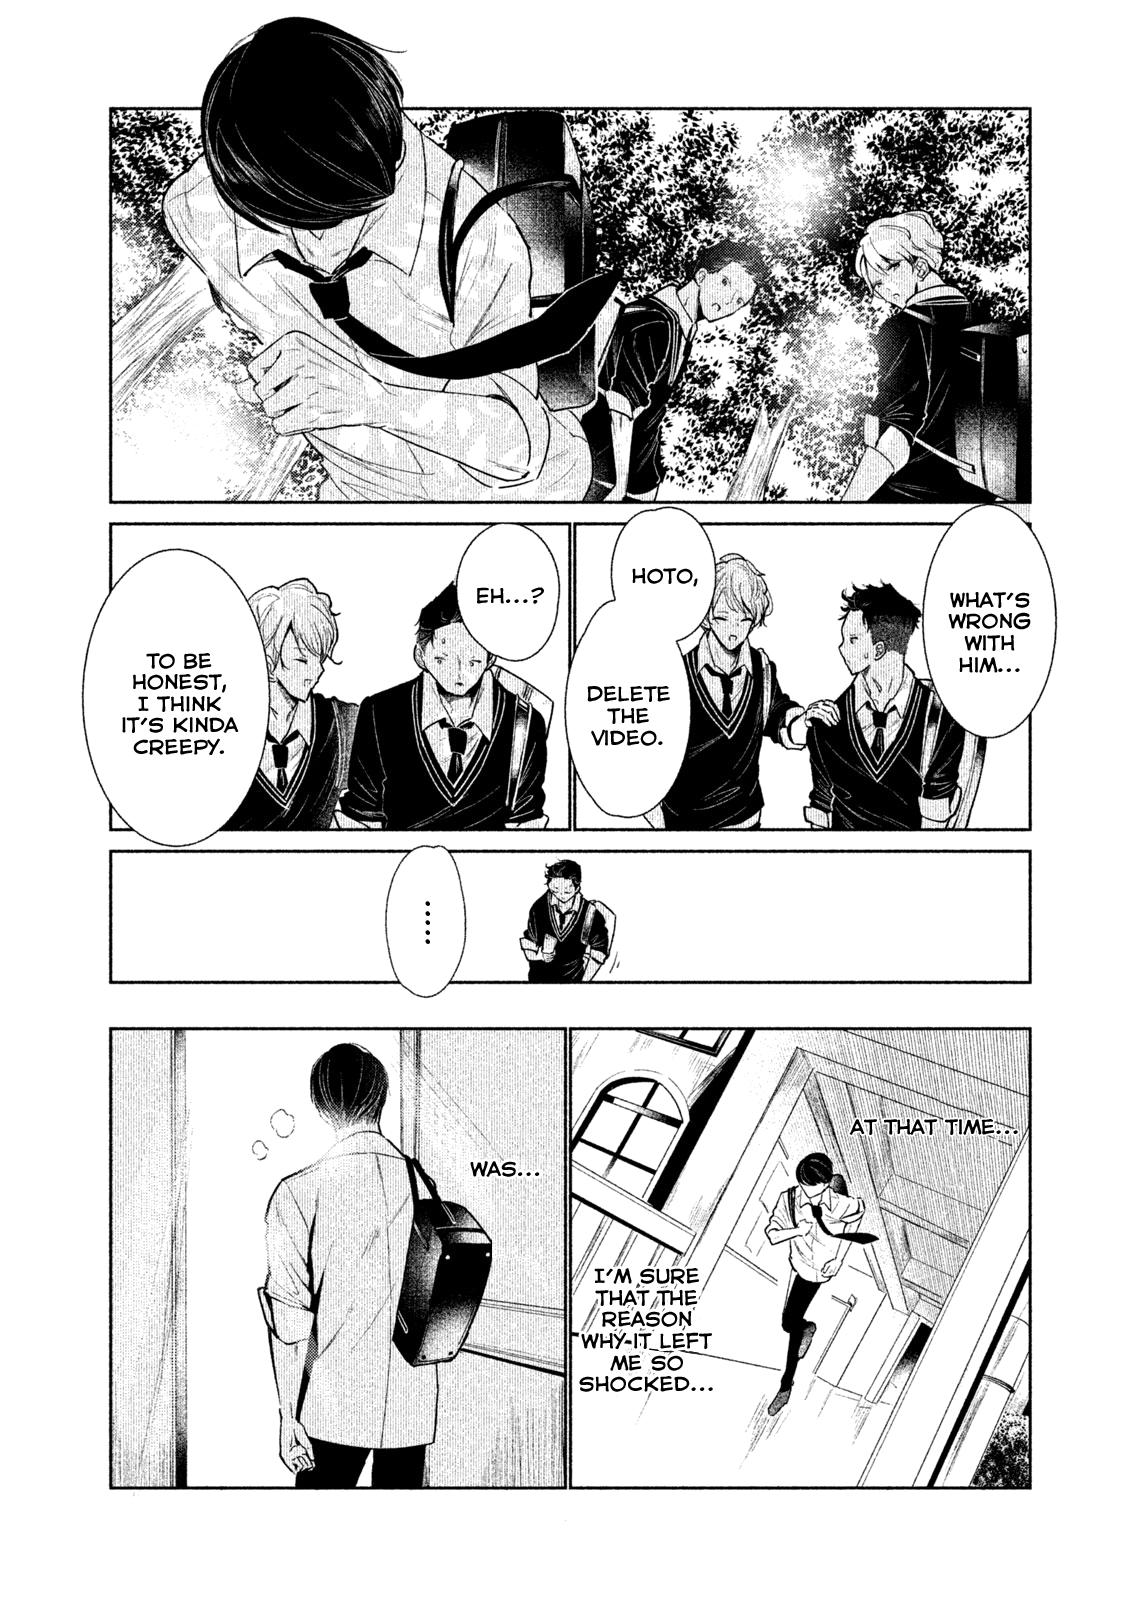 WHAT'S
WRONG
WITH
HIM...
HOTO,
DELETE
THE
VIDEO.
EH...?
TO BE
HONEST,
I THINK
IT'S KINDA
CREEPY.
......
AT THAT TIME...
I'M SURE
THAT THE
REASON
WHY IT LEFT
ME SO
SHOCKED...
WAS...